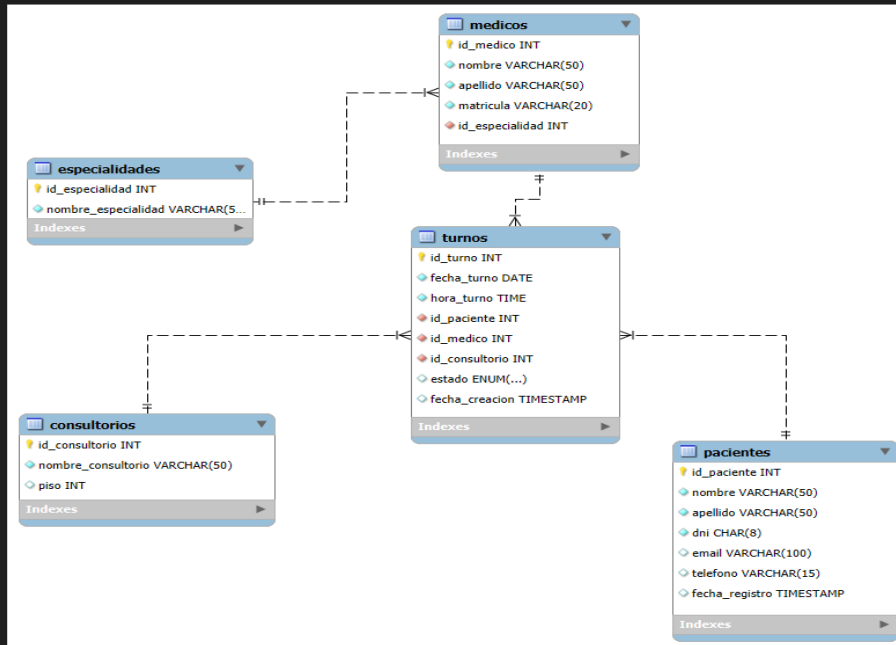 medicos
id_medico INT
nombre VARCHAR(50)
apellido VARCHAR(50)
matricula VARCHAR(20)
id_especialidad INT
Indexes
especialidades
id_especialidad INT
nombre_especialidad VARCHAR(5...
Indexes
turnos
id_turno INT
fecha_turno DATE
hora_turno TIME
id_paciente INT
id_medico INT
id_consultorio INT
estado ENUM(...)
fecha_creacion TIMESTAMP
Indexes
consultorios
id_consultorio INT
nombre_consultorio VARCHAR(50)
piso INT
Indexes
pacientes
id_paciente INT
nombre VARCHAR(50)
apellido VARCHAR(50)
dni CHAR(8)
email VARCHAR(100)
telefono VARCHAR(15)
fecha_registro TIMESTAMP
Indexes